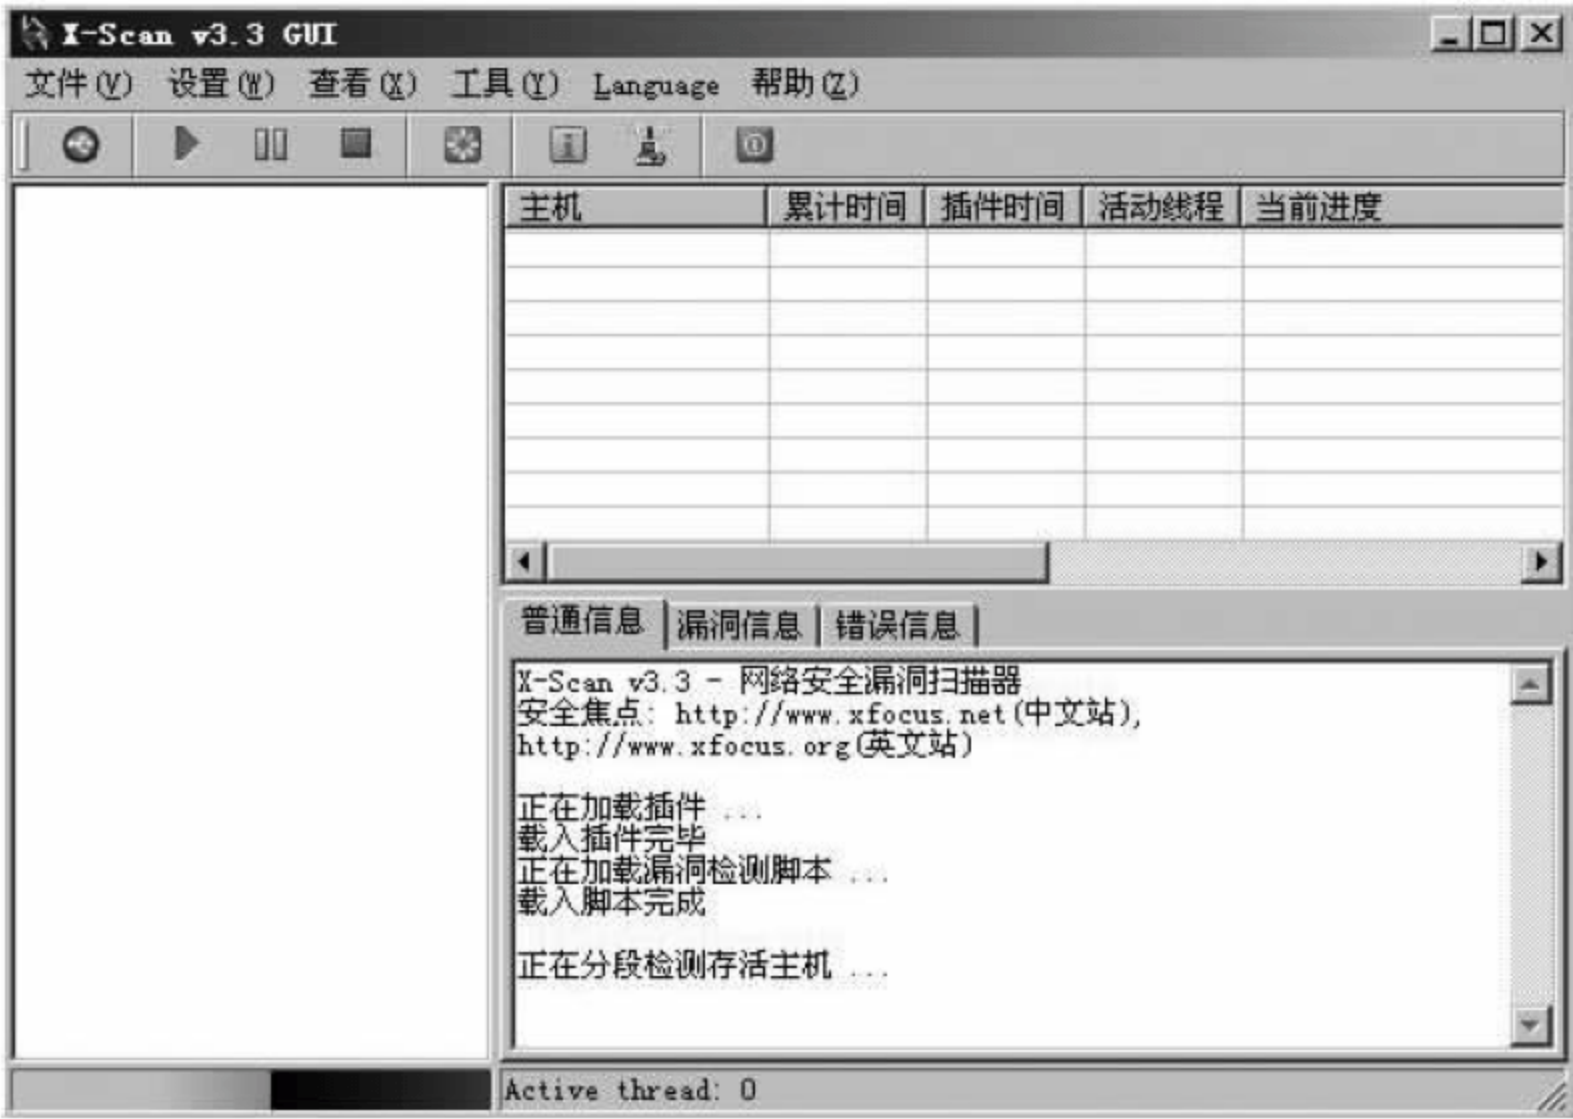 X-Scan v3.3 GUI
文件(V) 设置(W) 查看(X) 工具(Y) Language 帮助(Z)
主机 累计时间 插件时间 活动线程 当前进度
普通信息 漏洞信息 错误信息
X-Scan v3.3 - 网络安全漏洞扫描器
安全焦点: http://www.xfocus.net(中文站),
http://www.xfocus.org(英文站)
正在加载插件 ...
载入插件完毕
正在加载漏洞检测脚本 ...
载入脚本完成
正在分段检测存活主机 ...
Active thread: 0